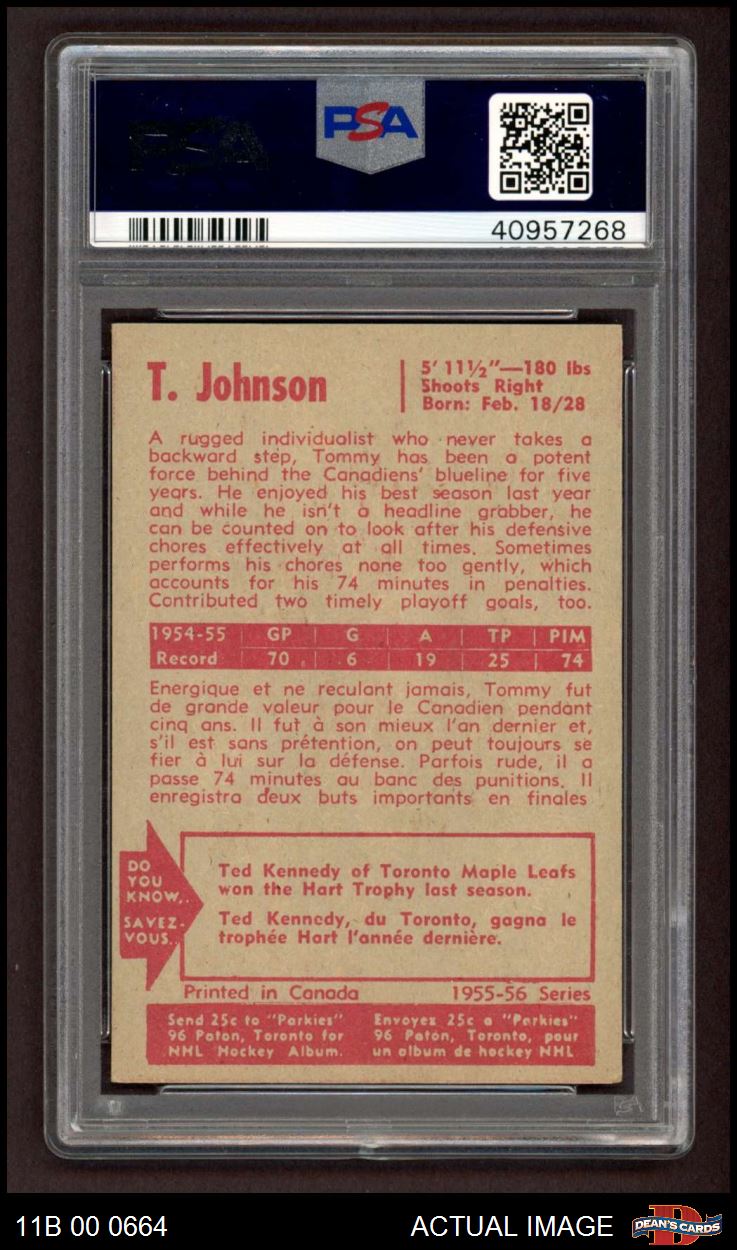 PSA
PSA
40957268
T. Johnson
5' 11½"—180 lbs
Shoots Right
Born: Feb. 18/28
A rugged individualist who never takes a
backward step, Tommy has been a potent
force behind the Canadiens' blueline for five
years. He enjoyed his best season last year
and while he isn't a headline grabber, he
can be counted on to look after his defensive
chores effectively at all times. Sometimes
performs his chores none too gently, which
accounts for his 74 minutes in penalties.
Contributed two timely playoff goals, too.
1954-55 | GP | G | A | TP | PIM
Record | 70 | 6 | 19 | 25 | 74
Energique et ne reculant jamais, Tommy fut
de grande valeur pour le Canadien pendant
cinq ans. Il fut à son mieux l'an dernier et,
s'il est sans prétention, on peut toujours se
fier à lui sur la défense. Parfois rude, il a
passe 74 minutes au banc des punitions. Il
enregistra deux buts importants en finales
DO
YOU
KNOW..
SAVEZ-
VOUS..
Ted Kennedy of Toronto Maple Leafs
won the Hart Trophy last season.
Ted Kennedy, du Toronto, gagna le
trophée Hart l'année dernière.
Printed in Canada 1955-56 Series
Send 25c to "Parkies"
96 Paton, Toronto for
NHL Hockey Album.
Envoyez 25c a "Parkies"
96 Paton, Toronto, pour
un album de hockey NHL
PSA
11B 00 0664 ACTUAL IMAGE DEAN'S CARDS